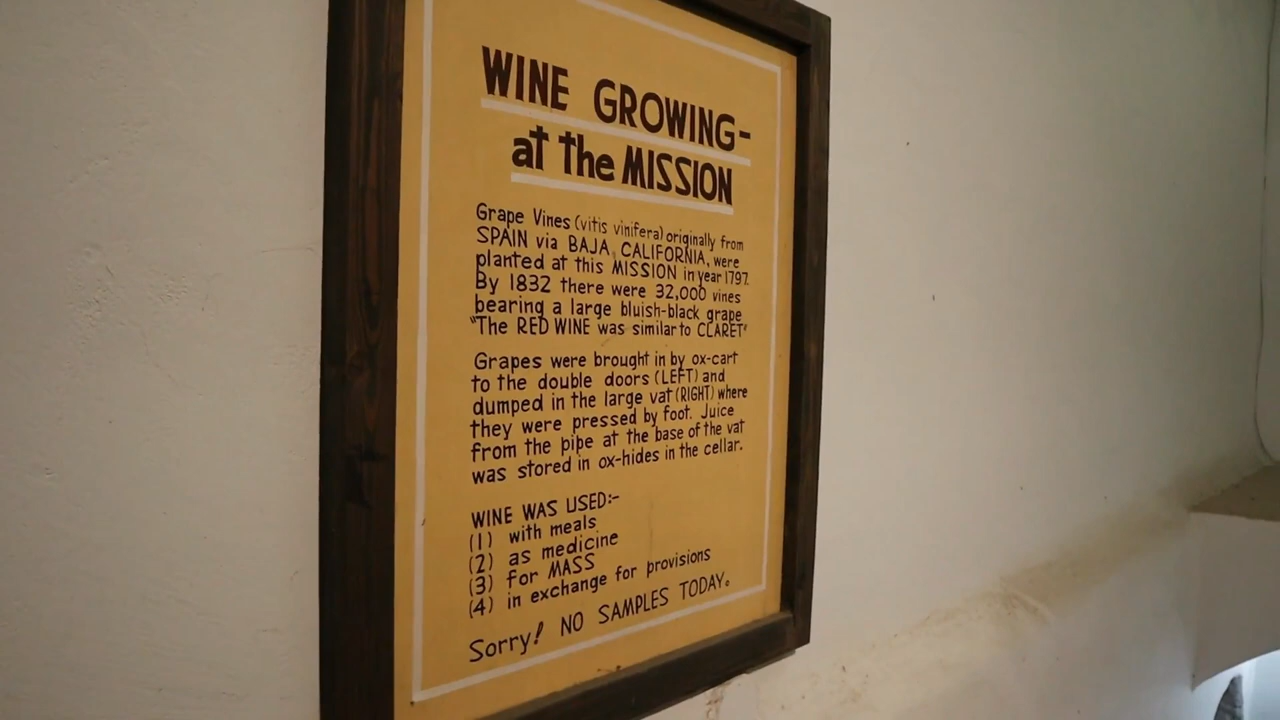 WINE GROWING-
at the MISSION
Grape Vines (vitis vinifera) originally from
SPAIN via BAJA, CALIFORNIA, were
planted at this MISSION in year 1797.
By 1832 there were 32,000 vines
bearing a large bluish-black grape
"The RED WINE was similar to CLARET"
Grapes were brought in by ox-cart
to the double doors (LEFT) and
dumped in the large vat (RIGHT) where
they were pressed by foot. Juice
from the pipe at the base of the vat
was stored in ox-hides in the cellar.
WINE WAS USED:-
(1) with meals
(2) as medicine
(3) for MASS
(4) in exchange for provisions
Sorry! NO SAMPLES TODAY.